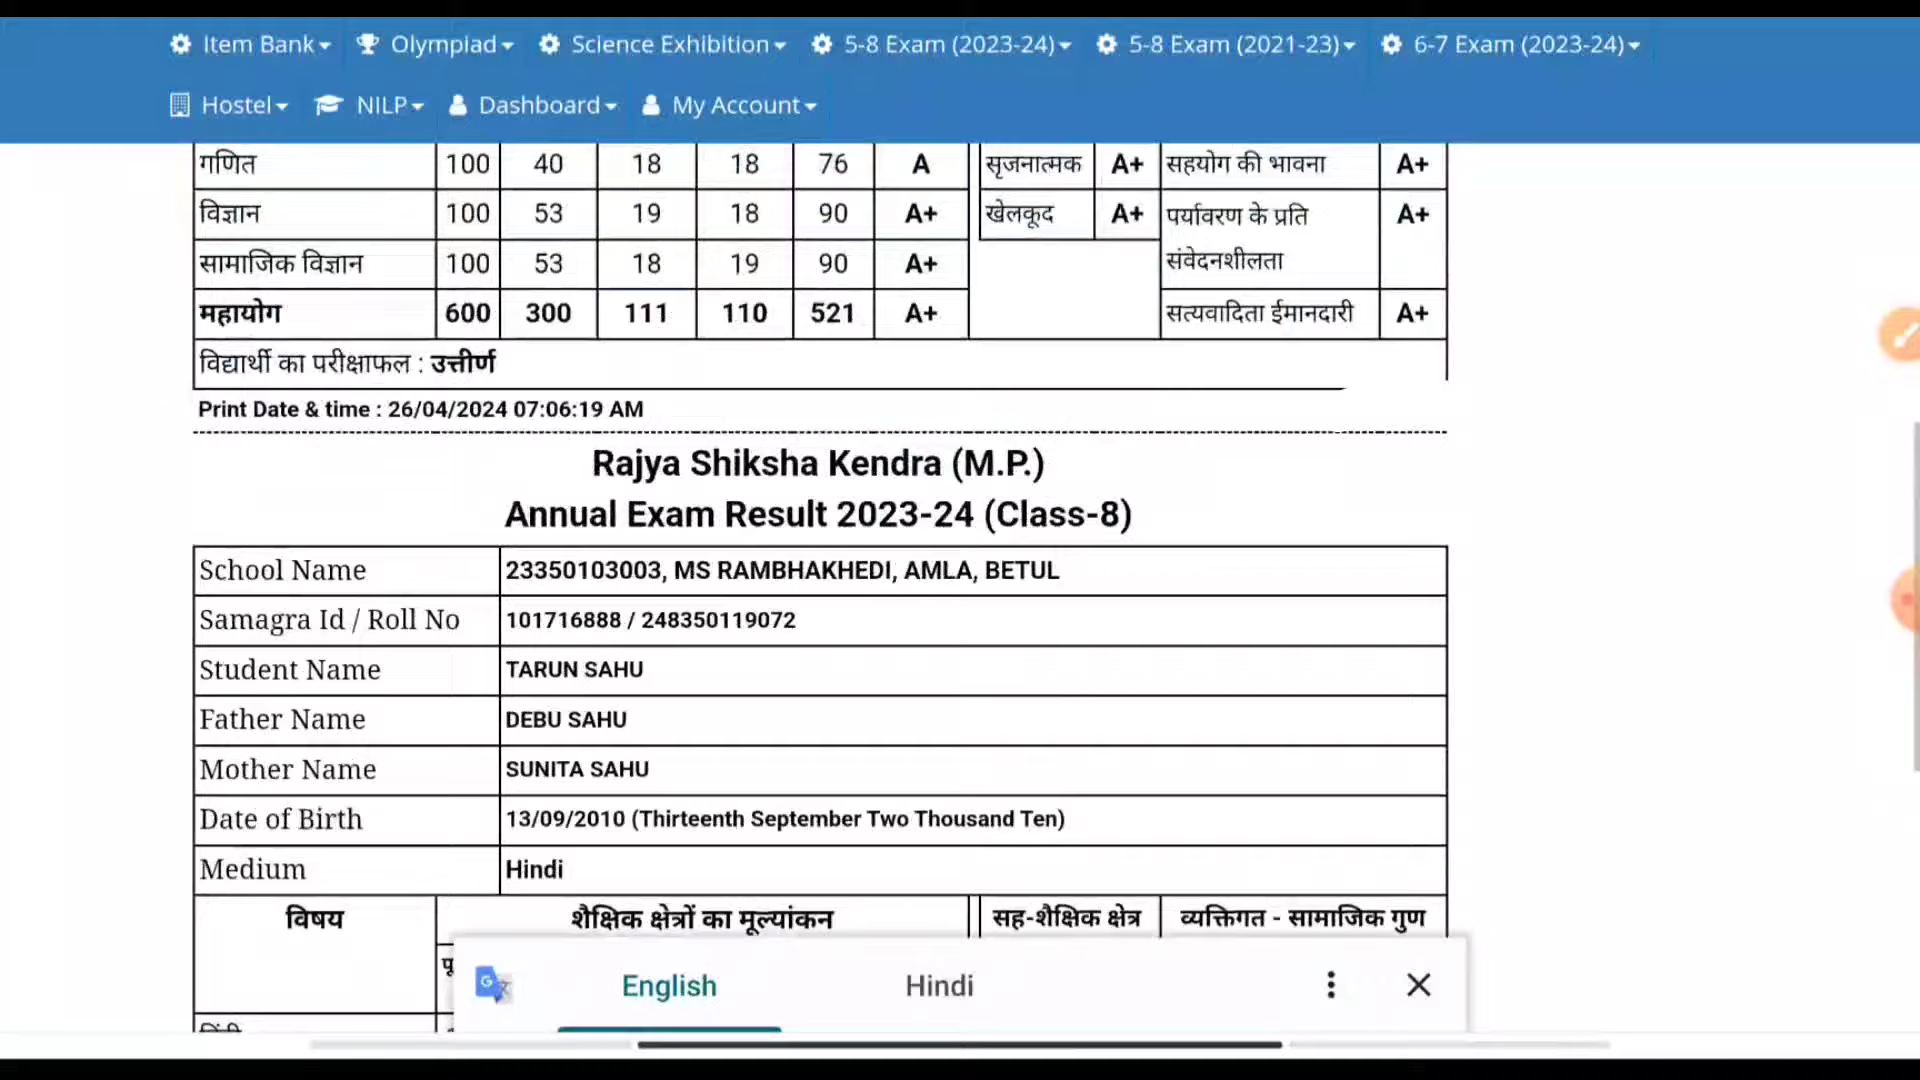 Item Bank Olympiad Science Exhibition 5-8 Exam (2023-24) 5-8 Exam (2021-23) 6-7 Exam (2023-24)
Hostel NILP Dashboard My Account
गणित 100 40 18 18 76 A सृजनात्मक A+ सहयोग की भावना A+
विज्ञान 100 53 19 18 90 A+ खेलकूद A+ पर्यावरण के प्रति A+
संवेदनशीलता
सामाजिक विज्ञान 100 53 18 19 90 A+
महायोग 600 300 111 110 521 A+ सत्यवादिता ईमानदारी A+
विद्यार्थी का परीक्षाफल : उत्तीर्ण
Print Date & time : 26/04/2024 07:06:19 AM
Rajya Shiksha Kendra (M.P.)
Annual Exam Result 2023-24 (Class-8)
School Name 23350103003, MS RAMBHAKHEDI, AMLA, BETUL
Samagra Id / Roll No 101716888 / 248350119072
Student Name TARUN SAHU
Father Name DEBU SAHU
Mother Name SUNITA SAHU
Date of Birth 13/09/2010 (Thirteenth September Two Thousand Ten)
Medium Hindi
विषय शैक्षिक क्षेत्रों का मूल्यांकन सह-शैक्षिक क्षेत्र व्यक्तिगत - सामाजिक गुण
English Hindi